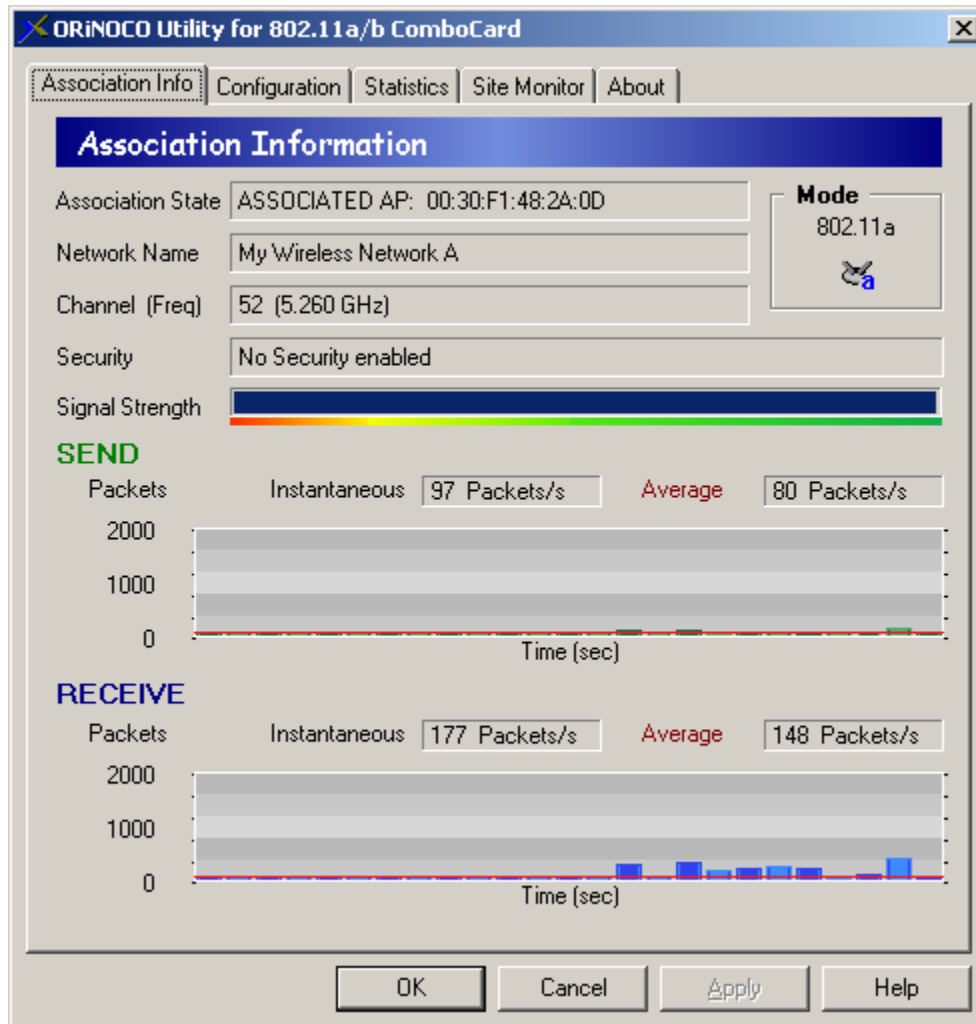 ORiNOCO Utility for 802.11a/b ComboCard
Association Info Configuration Statistics Site Monitor About
Association Information
Association State ASSOCIATED AP: 00:30:F1:48:2A:0D
Mode
802.11a
a
Network Name My Wireless Network A
Channel (Freq) 52 (5.260 GHz)
Security No Security enabled
Signal Strength
SEND
Packets Instantaneous 97 Packets/s Average 80 Packets/s
2000
1000
0
Time (sec)
RECEIVE
Packets Instantaneous 177 Packets/s Average 148 Packets/s
2000
1000
0
Time (sec)
OK Cancel Apply Help